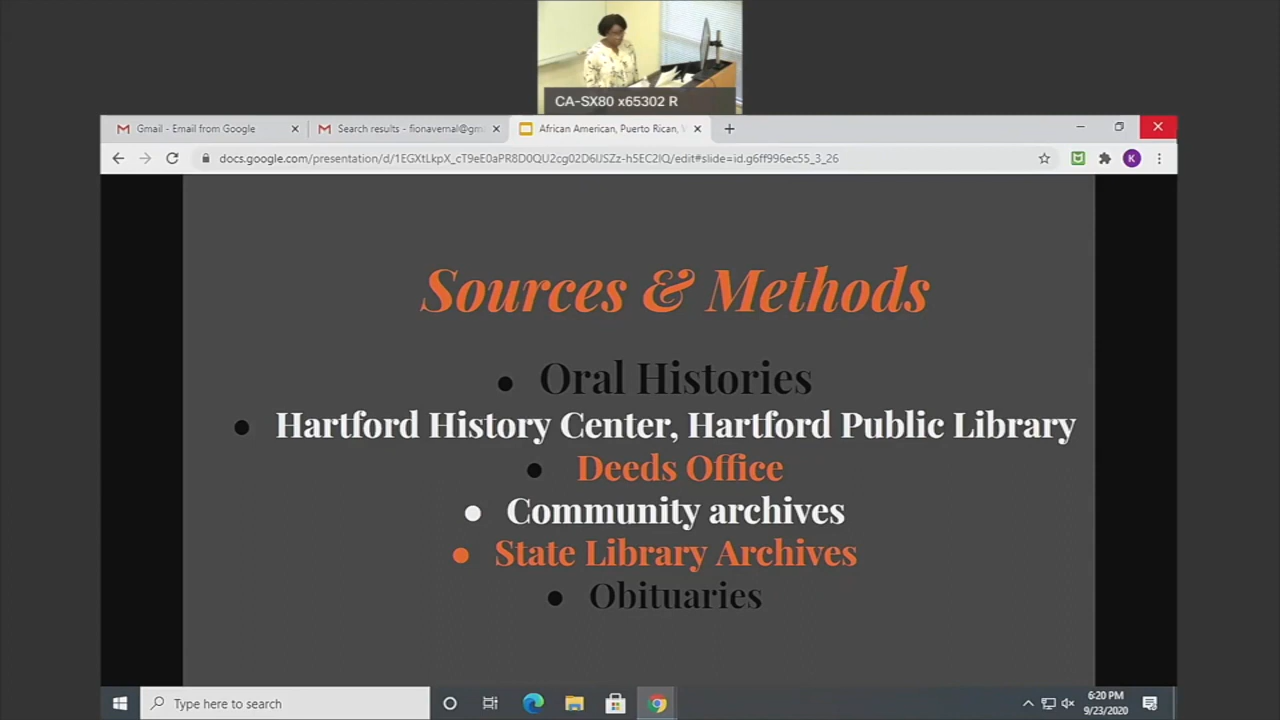 CA-SX80 x65302 R
Gmail - Email from Google
Search results - fionavernal@gm
African American, Puerto Rican,
docs.google.com/presentation/d/1EGXtLkpX_cT9eE0aPR8D0QU2cg02D6lJSZz-h5EC2lQ/edit#slide=id.g6ff996ec55_3_26
K
Sources & Methods
● Oral Histories
● Hartford History Center, Hartford Public Library
● Deeds Office
● Community archives
● State Library Archives
● Obituaries
Type here to search
6:20 PM
9/23/2020